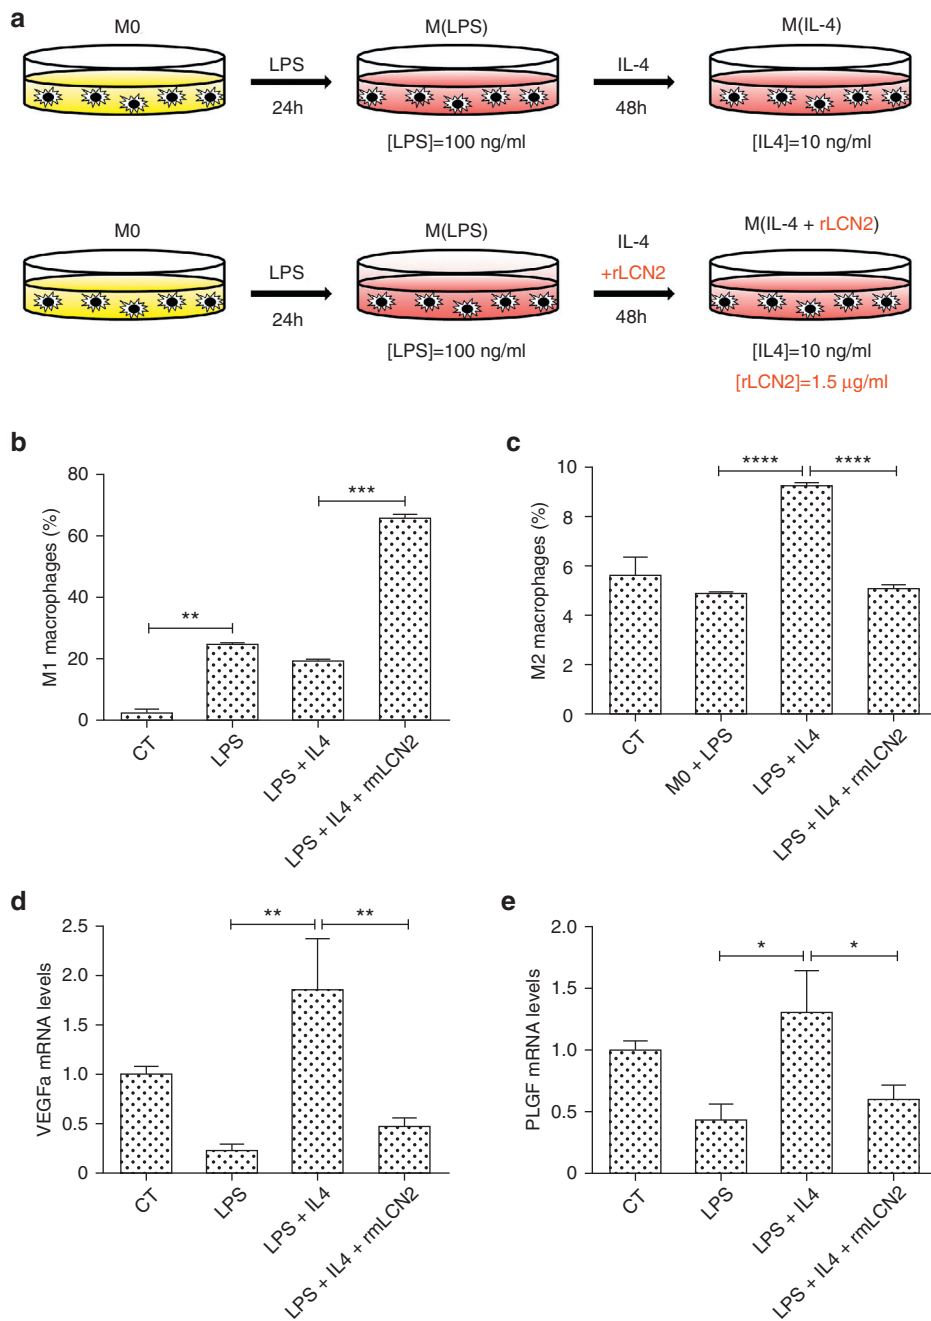 a
M0
M(LPS)
M(IL-4)
LPS
24h
IL-4
48h
[LPS]=100 ng/ml
[IL4]=10 ng/ml
M0
M(LPS)
M(IL-4 + rLCN2)
LPS
24h
IL-4
+rLCN2
48h
[LPS]=100 ng/ml
[IL4]=10 ng/ml
[rLCN2]=1.5 µg/ml
b
M1 macrophages (%)
80
60
40
20
0
**
***
CT
LPS
LPS + IL4
LPS + IL4 + rmLCN2
c
M2 macrophages (%)
10
8
6
4
2
0
****
****
CT
M0 + LPS
LPS + IL4
LPS + IL4 + rmLCN2
d
VEGFa mRNA levels
2.5
2.0
1.5
1.0
0.5
0
**
**
CT
LPS
LPS + IL4
LPS + IL4 + rmLCN2
e
PLGF mRNA levels
2.0
1.5
1.0
0.5
0
*
*
CT
LPS
LPS + IL4
LPS + IL4 + rmLCN2